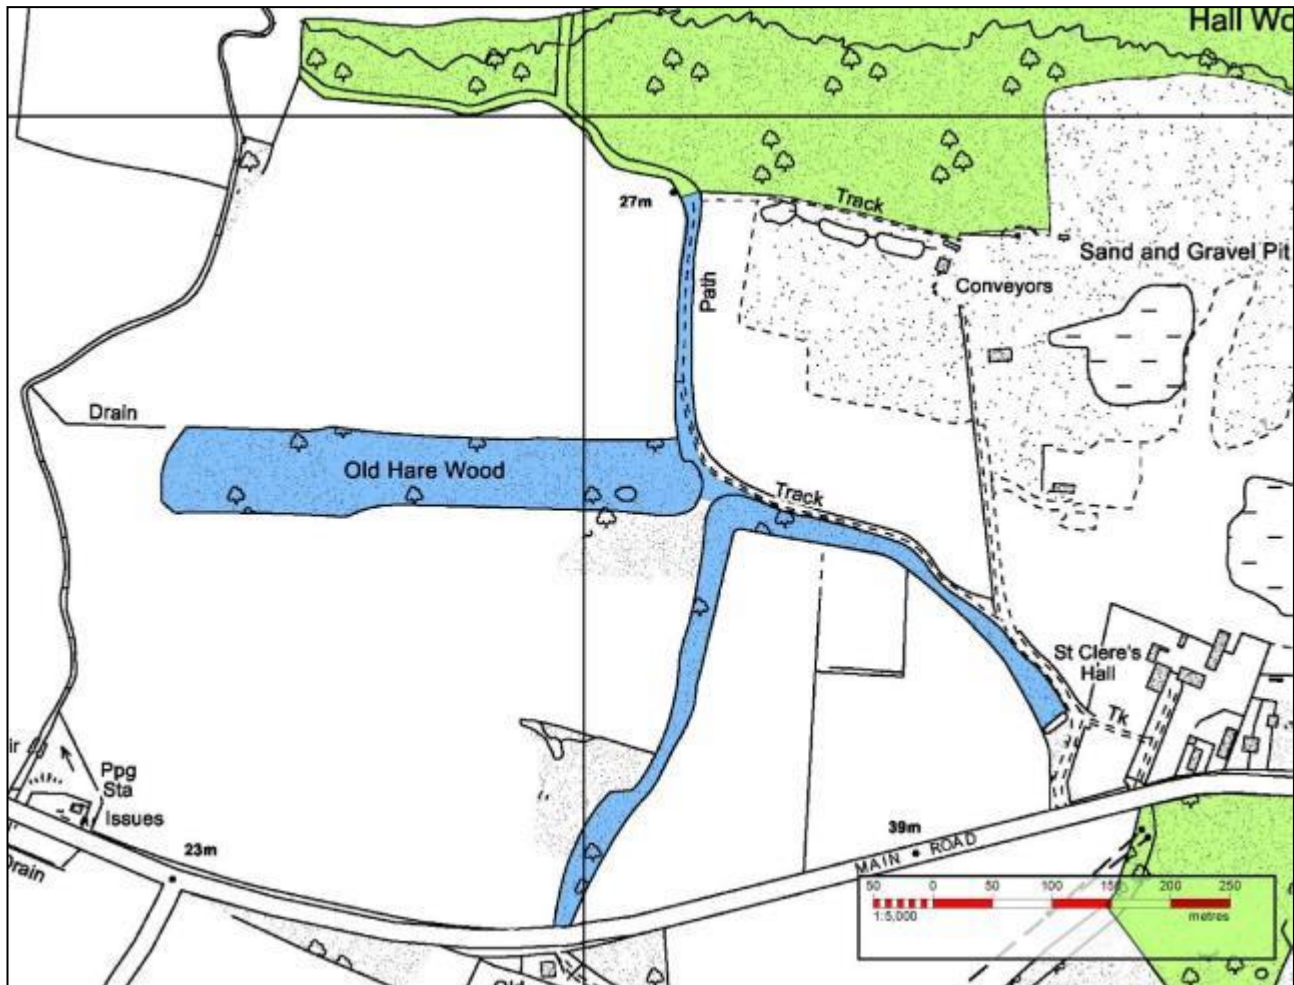 Hall Wo
27m
Track
Path
Sand and Gravel Pit
Conveyors
Drain
Old Hare Wood
Track
St Clere's
Hall
Tk
ir
Ppg
Sta
Issues
23m
39m
MAIN ROAD
Drain
50 0 50 100 150 200 250
1:5,000 metres